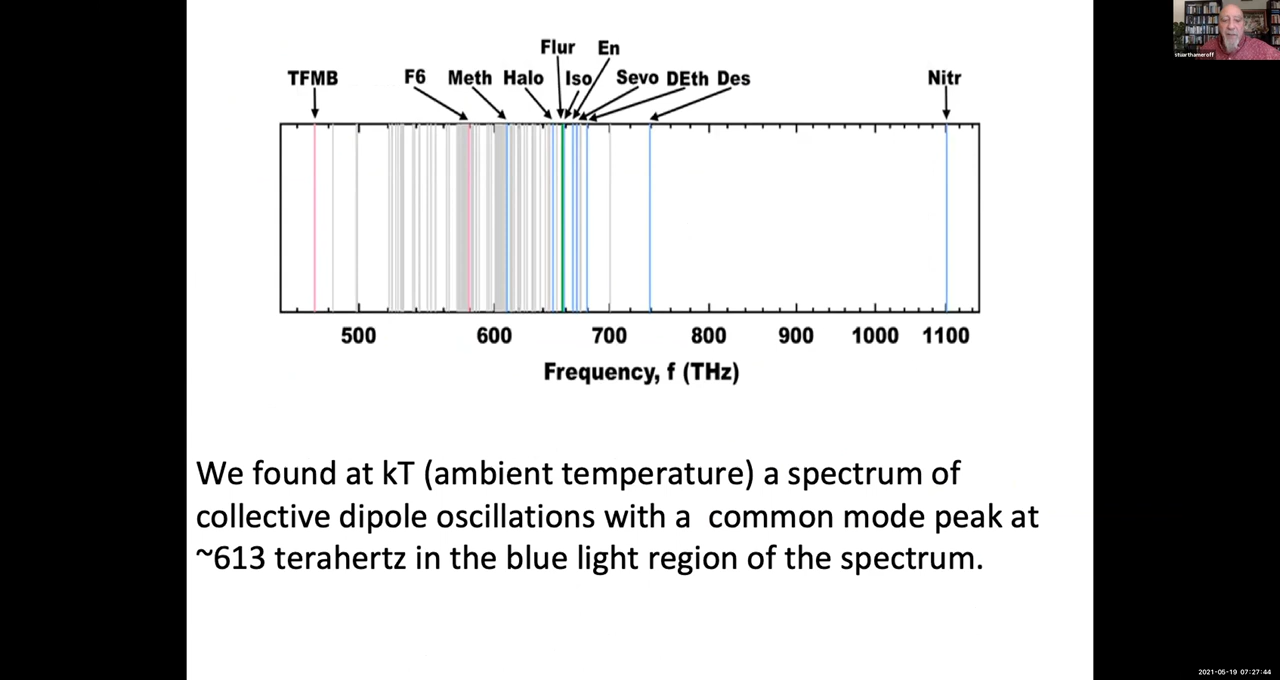 Flur En
TFMB F6 Meth Halo Iso Sevo DEth Des Nitr
500 600 700 800 900 1000 1100
Frequency, f (THz)
We found at kT (ambient temperature) a spectrum of
collective dipole oscillations with a common mode peak at
~613 terahertz in the blue light region of the spectrum.
stuarthameroff
2021-05-19 07:27:44